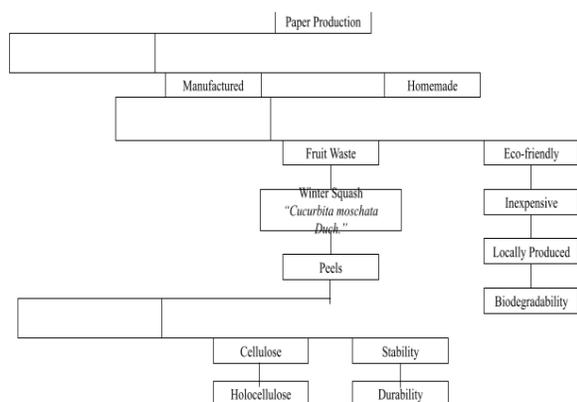 Paper Production
Manufactured
Homemade
Fruit Waste
Eco-friendly
Winter Squash
“Cucurbita moschata
Duch.”
Inexpensive
Locally Produced
Peels
Biodegradability
Cellulose
Stability
Holocellulose
Durability